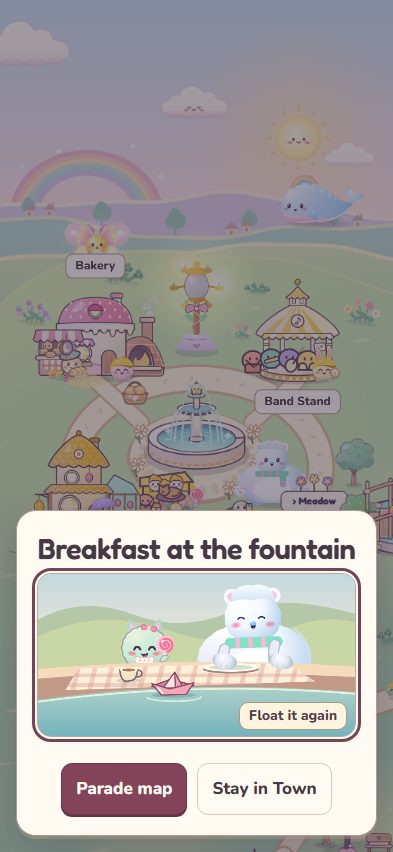 Bakery
Band Stand
› Meadow
Breakfast at the fountain
Float it again
Parade map
Stay in Town